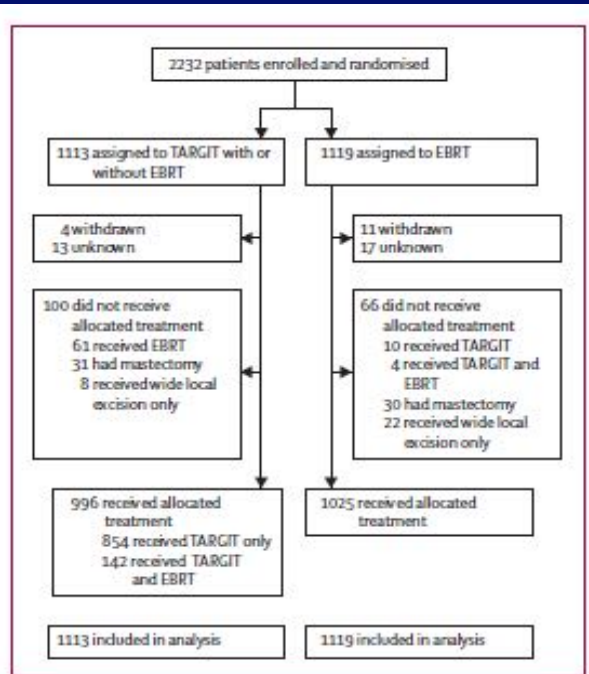 2232 patients enrolled and randomised
1113 assigned to TARGIT with or
without EBRT
1119 assigned to EBRT
4 withdrawn
13 unknown
11 withdrawn
17 unknown
100 did not receive
allocated treatment
61 received EBRT
31 had mastectomy
8 received wide local
excision only
66 did not receive
allocated treatment
10 received TARGIT
4 received TARGIT and
EBRT
30 had mastectomy
22 received wide local
excision only
996 received allocated
treatment
854 received TARGIT only
142 received TARGIT
and EBRT
1025 received allocated
treatment
1113 included in analysis
1119 included in analysis